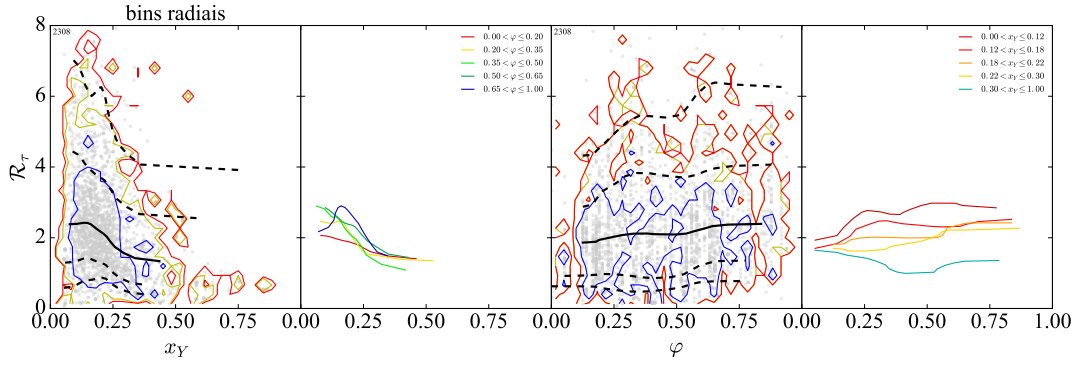 bins radiais
8
6
4
2
0
R_τ
2308
0.00 0.25 0.50 0.75
x_Y
0.00 < φ ≤ 0.20
0.20 < φ ≤ 0.35
0.35 < φ ≤ 0.50
0.50 < φ ≤ 0.65
0.65 < φ ≤ 1.00
0.00 0.25 0.50 0.75
2308
0.00 0.25 0.50 0.75
φ
0.00 < x_Y ≤ 0.12
0.12 < x_Y ≤ 0.18
0.18 < x_Y ≤ 0.22
0.22 < x_Y ≤ 0.30
0.30 < x_Y ≤ 1.00
0.00 0.25 0.50 0.75 1.00